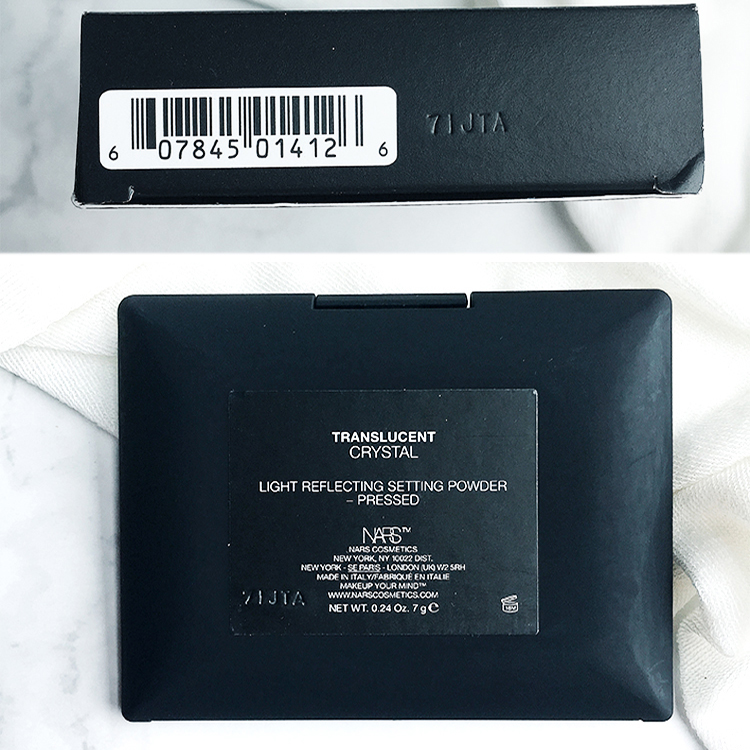 6 07845 01412 6
71JTA
TRANSLUCENT
CRYSTAL
LIGHT REFLECTING SETTING POWDER
– PRESSED
NARS™
NARS COSMETICS
NEW YORK, NY 10022 DIST.
NEW YORK - SE PARIS - LONDON (UK) W2 5RH
MADE IN ITALY/FABRIQUÉ EN ITALIE
MAKEUP YOUR MIND™
WWW.NARSCOSMETICS.COM
71JTA
NET WT. 0.24 Oz. 7 g ℮